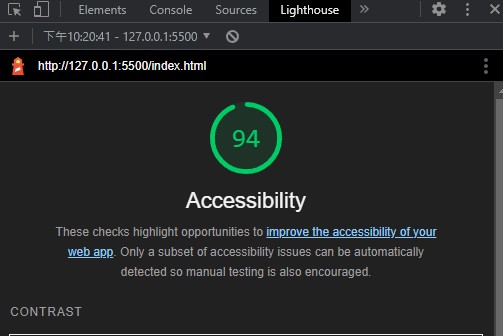 Elements Console Sources Network Lighthouse »
下午10:20:41 - 127.0.0.1:5500
http://127.0.0.1:5500/index.html
94
Accessibility
These checks highlight opportunities to improve the accessibility of your
web app. Only a subset of accessibility issues can be automatically
detected so manual testing is also encouraged.
CONTRAST